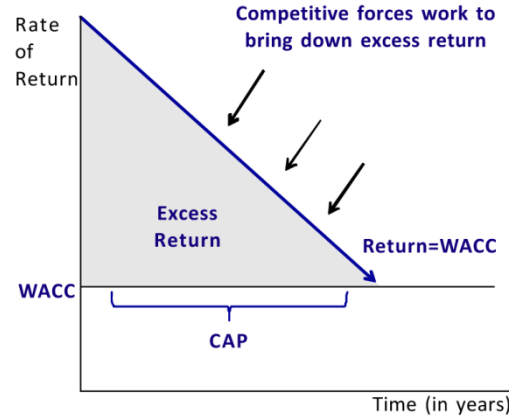 Competitive forces work to
bring down excess return
Rate
of
Return
Excess
Return
Return=WACC
WACC
CAP
Time (in years)